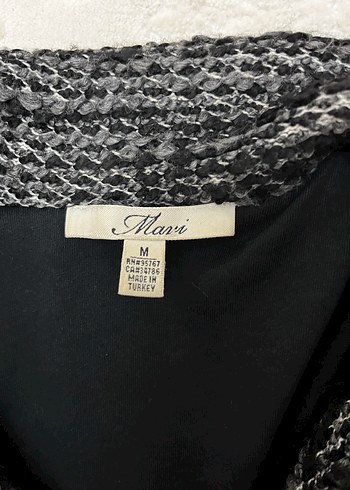 Mavi
M
RN#95767
CA#34786
MADE IN
TURKEY